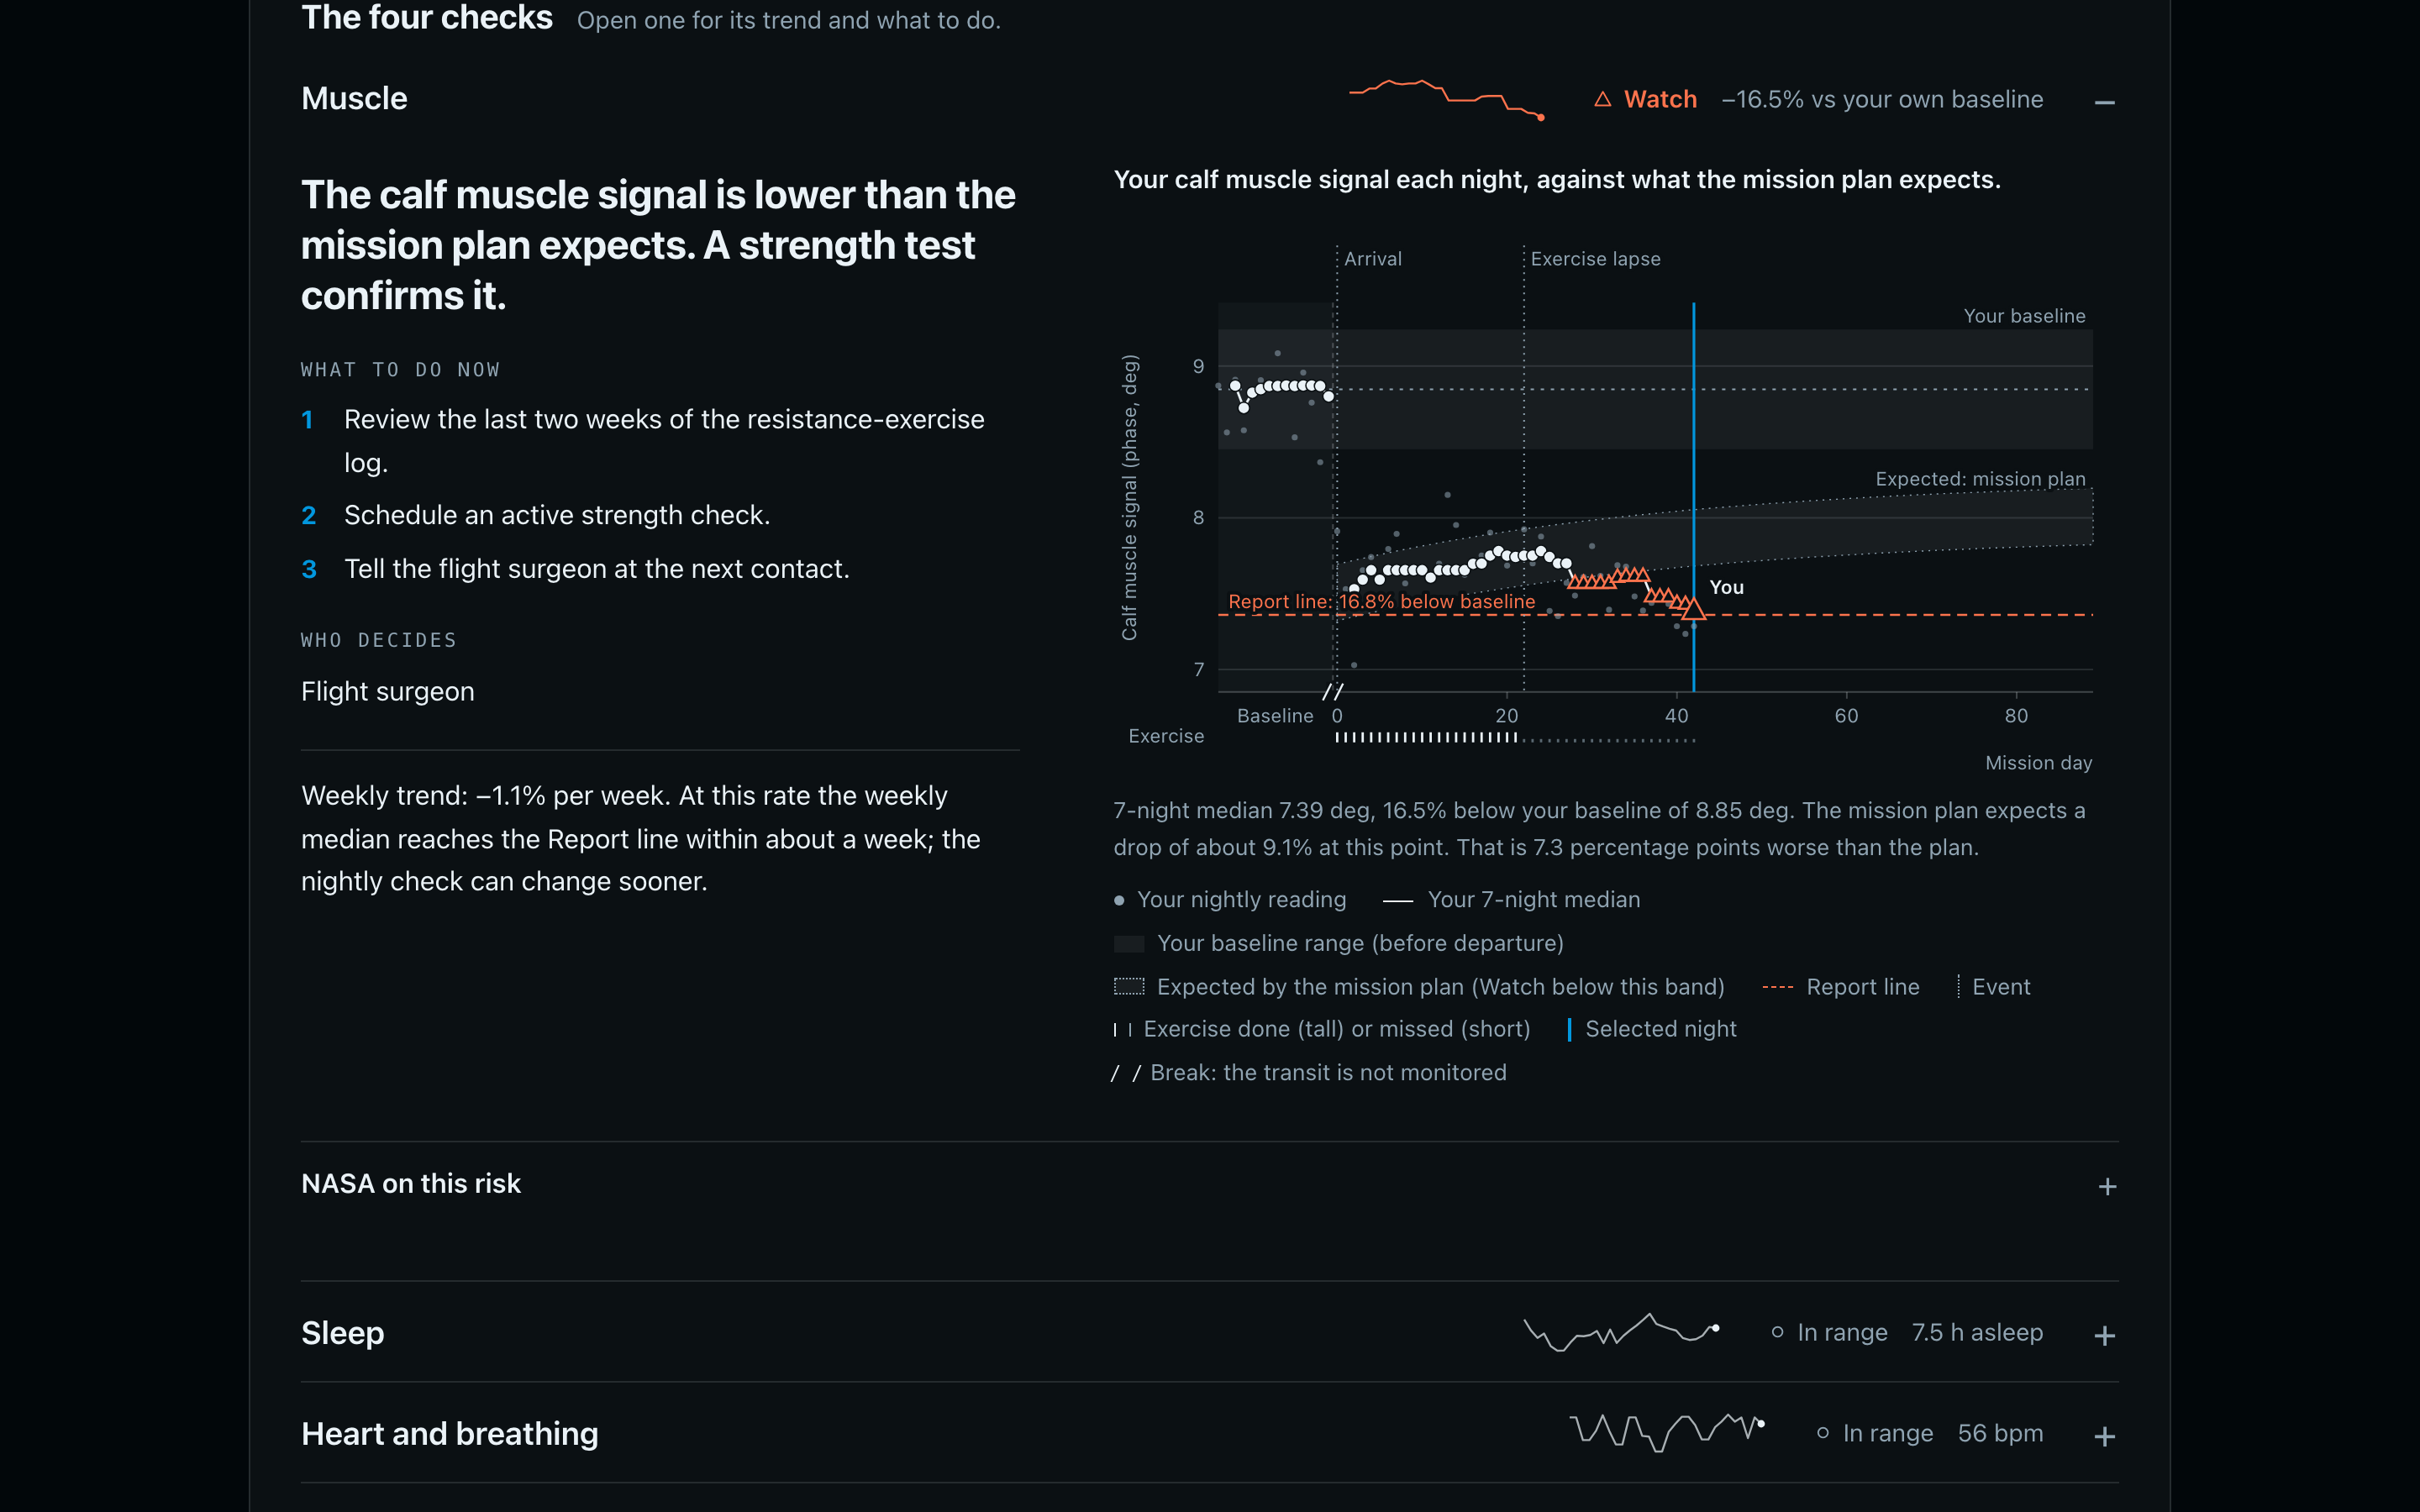 The four checks Open one for its trend and what to do.
Muscle
Watch –16.5% vs your own baseline
The calf muscle signal is lower than the
mission plan expects. A strength test
confirms it.
WHAT TO DO NOW
1 Review the last two weeks of the resistance-exercise
log.
2 Schedule an active strength check.
3 Tell the flight surgeon at the next contact.
WHO DECIDES
Flight surgeon
Weekly trend: –1.1% per week. At this rate the weekly
median reaches the Report line within about a week; the
nightly check can change sooner.
Your calf muscle signal each night, against what the mission plan expects.
Arrival
Exercise lapse
Your baseline
Expected: mission plan
You
Report line: 16.8% below baseline
Calf muscle signal (phase, deg)
9
8
7
Baseline 0 20 40 60 80
Exercise
Mission day
7-night median 7.39 deg, 16.5% below your baseline of 8.85 deg. The mission plan expects a
drop of about 9.1% at this point. That is 7.3 percentage points worse than the plan.
Your nightly reading Your 7-night median
Your baseline range (before departure)
Expected by the mission plan (Watch below this band) Report line Event
Exercise done (tall) or missed (short) Selected night
Break: the transit is not monitored
NASA on this risk
Sleep
In range 7.5 h asleep
Heart and breathing
In range 56 bpm